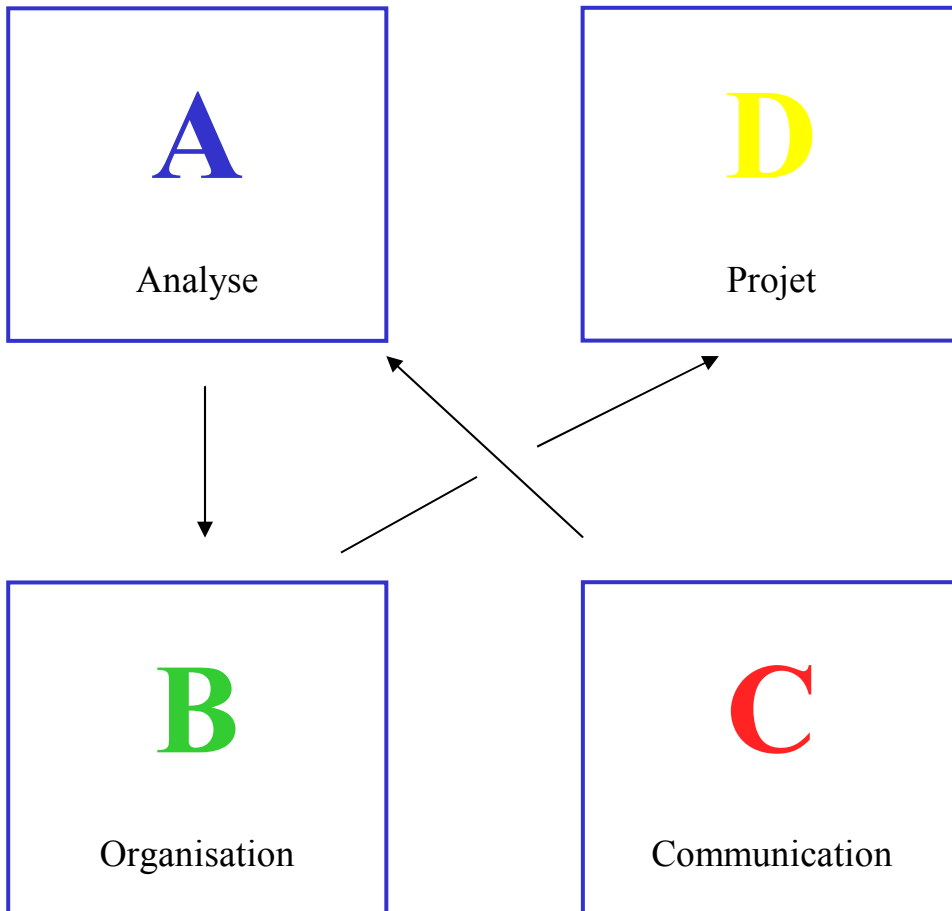 A
Analyse
D
Projet
B
Organisation
C
Communication